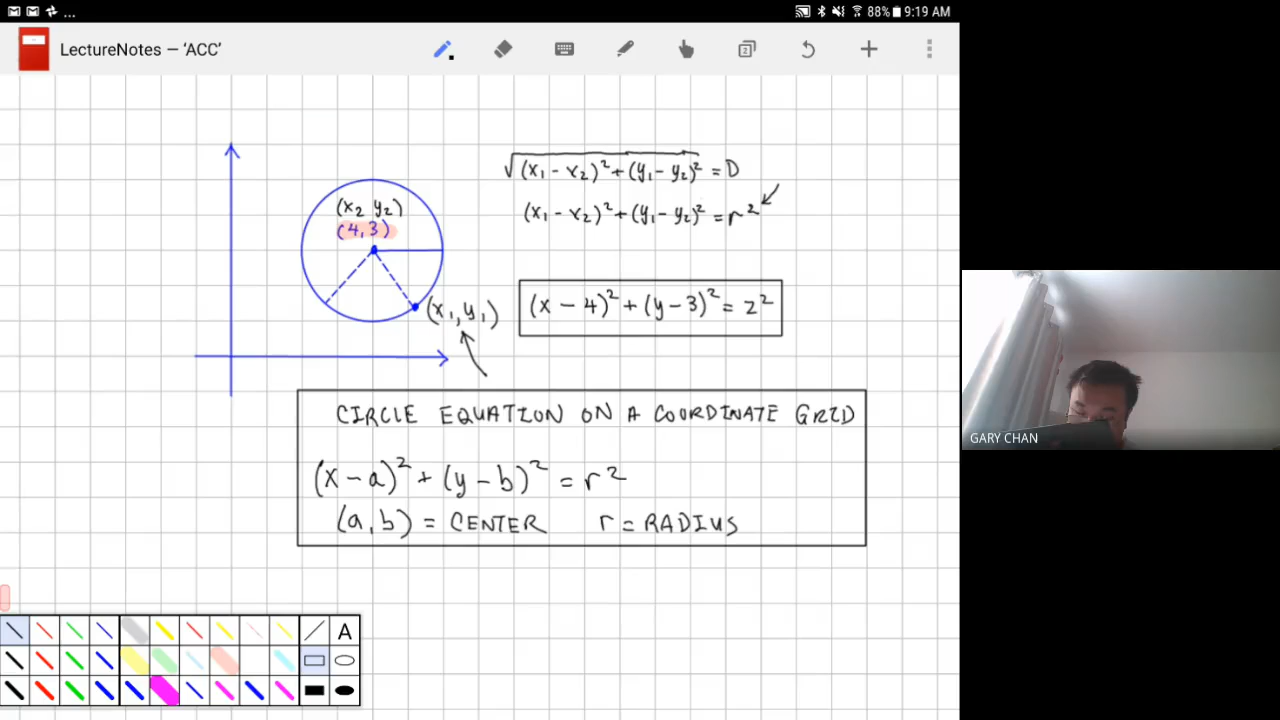 ... 88% 9:19 AM
LectureNotes – 'ACC'
2
√(x₁ - x₂)² + (y₁ - y₂)² = D
(x₁ - x₂)² + (y₁ - y₂)² = r²
(x₂ y₂)
(4,3)
(x₁, y₁)
(x - 4)² + (y - 3)² = 2²
CIRCLE EQUATION ON A COORDINATE GRID
(x - a)² + (y - b)² = r²
(a, b) = CENTER r = RADIUS
A
GARY CHAN